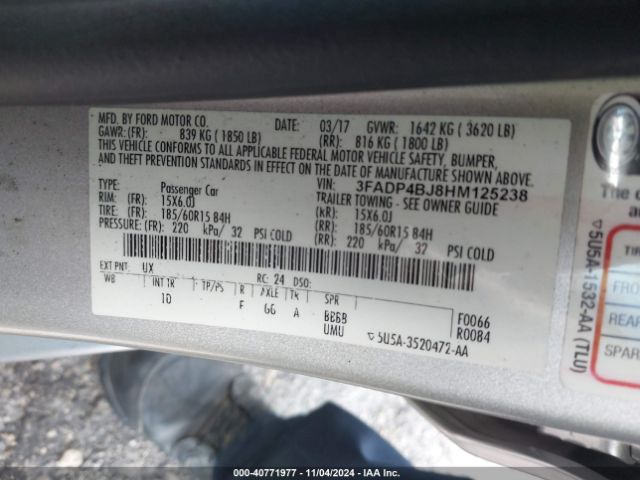 MFD. BY FORD MOTOR CO.
DATE: 03/17 GVWR: 1642 KG ( 3620 LB)
GAWR: (FR): 839 KG ( 1850 LB) (RR): 816 KG ( 1800 LB)
THIS VEHICLE CONFORMS TO ALL APPLICABLE FEDERAL MOTOR VEHICLE SAFETY, BUMPER,
AND THEFT PREVENTION STANDARDS IN EFFECT ON THE DATE OF MANUFACTURE SHOWN ABOVE.
VIN: 3FADP4BJ8HM125238
TYPE: Passenger Car TRAILER TOWING - SEE OWNER GUIDE
RIM: (FR): 15X6.0J (RR): 15X6.0J
TIRE: (FR): 185/60R15 84H (RR): 185/60R15 84H
PRESSURE: (FR): 220 kPa/ 32 PSI COLD (RR): 220 kPa/ 32 PSI COLD
EXT PNT: UX RC: 24 DSO:
WB INT TR TP/PS R AXLE TR SPR
1D F 66 A BBBB
UMU
F0066
R0084
▽5U5A-3520472-AA
▽5U5A-1532-AA (TLU)
The
TIR
FRO
REAR
SPAR
000-40771977 - 11/04/2024 - IAA Inc.